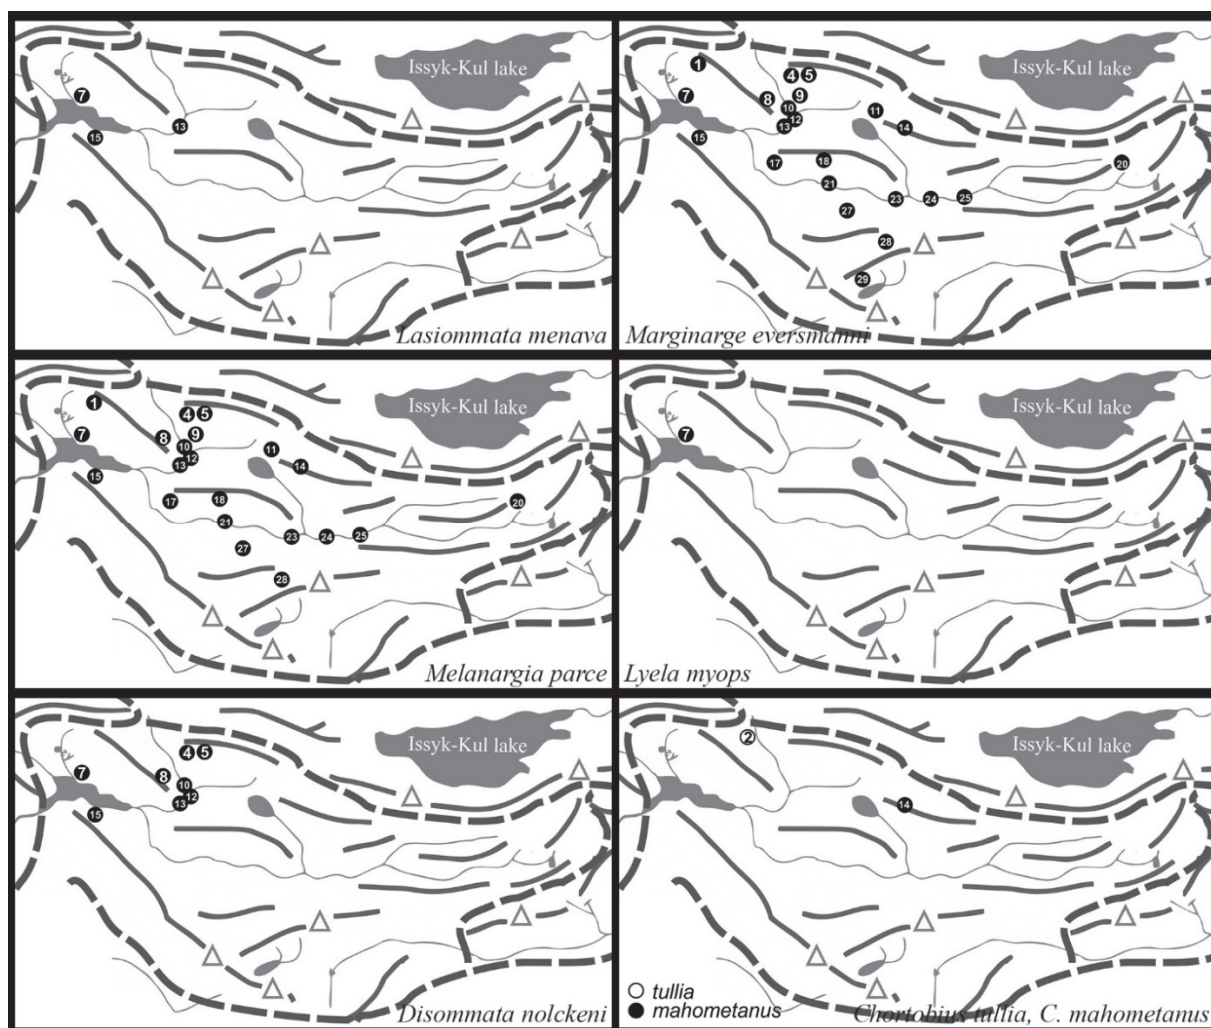 Issyk-Kul lake
7
13
15
Lasiommata menava
Issyk-Kul lake
1
4 5
7 8 9
10
11
12
13
14
15
17 18 20
21
23 24 25
27
28
29
Marginarge eversmanni
Issyk-Kul lake
1
4 5
7 8 9
10
11
12
13
14
15
17 18 20
21
23 24 25
27
28
Melanargia parce
Issyk-Kul lake
7
Lyela myops
Issyk-Kul lake
4 5
7 8
10
12
13
15
Disommata nolckeni
Issyk-Kul lake
2
14
tullia
mahometanus
Chortobius tullia, C. mahometanus